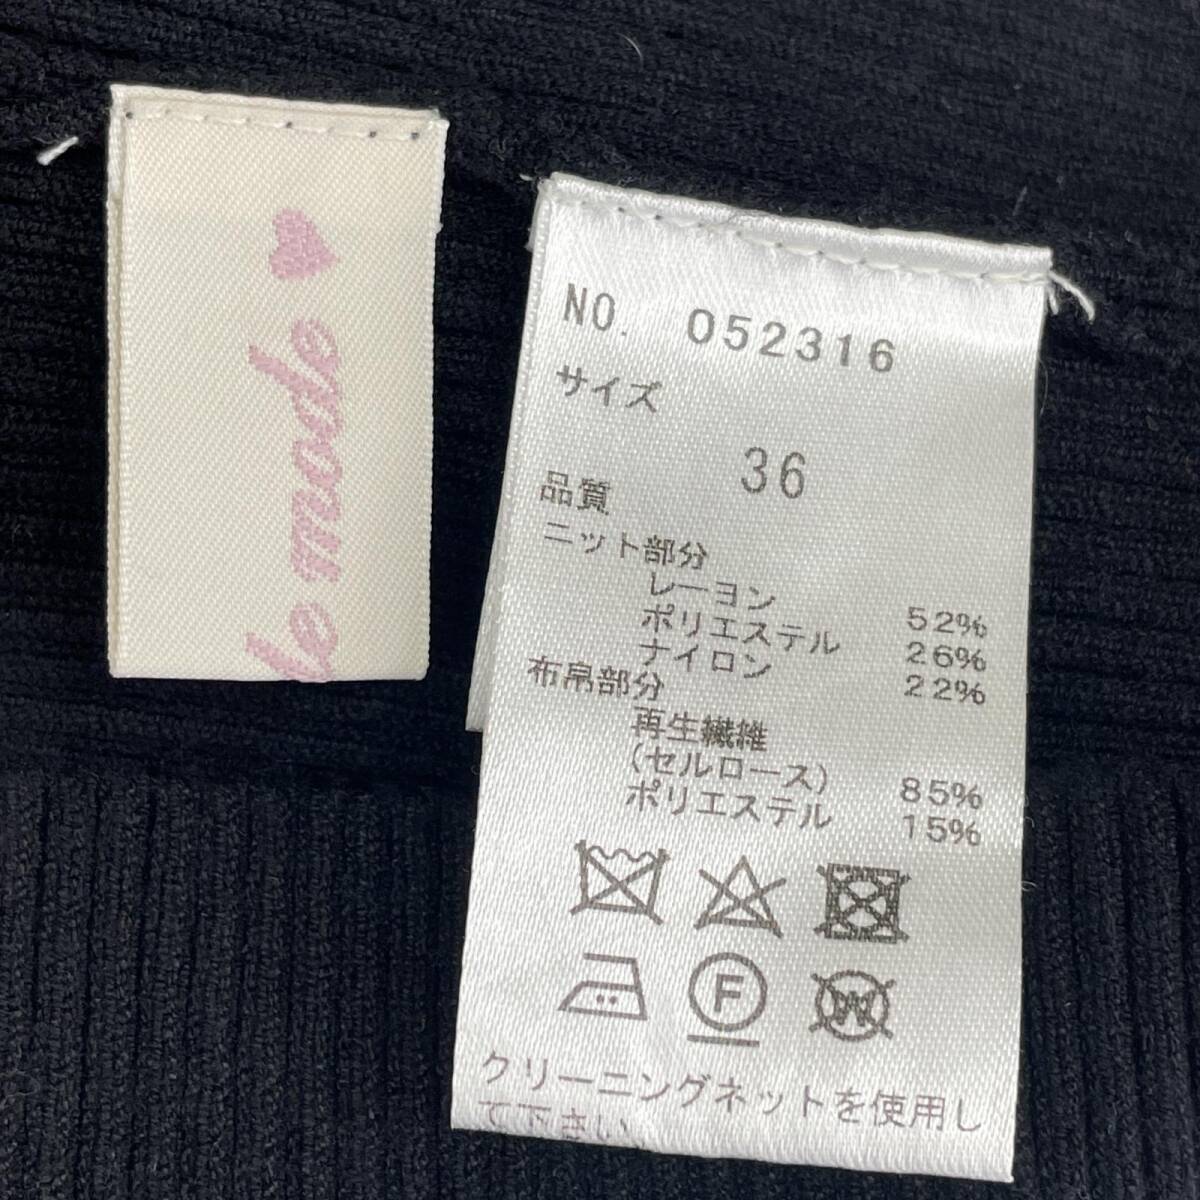 de mode
NO. 052316
サイズ
36
品質
ニット部分
レーヨン 52%
ポリエステル 26%
ナイロン 22%
布帛部分
再生繊維
(セルロース) 85%
ポリエステル 15%
F
W
クリーニングネットを使用し
て下さい。